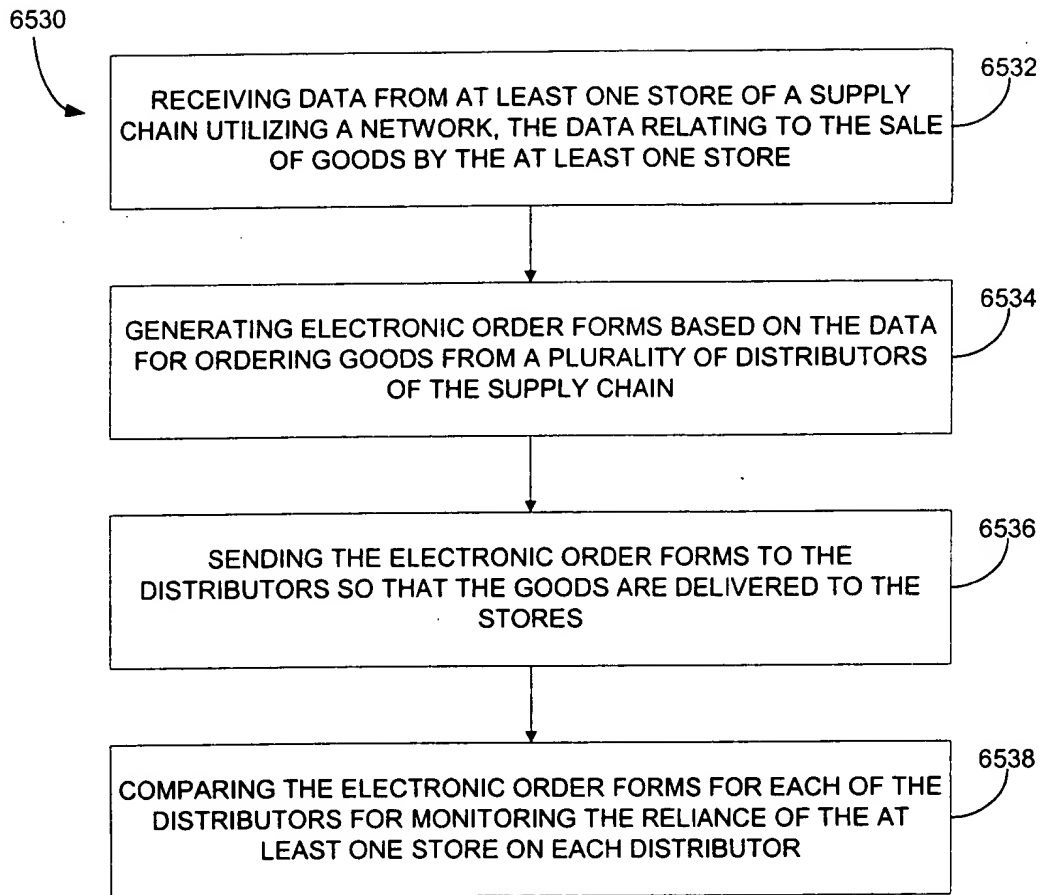 6530
RECEIVING DATA FROM AT LEAST ONE STORE OF A SUPPLY
CHAIN UTILIZING A NETWORK, THE DATA RELATING TO THE SALE
OF GOODS BY THE AT LEAST ONE STORE
6532
GENERATING ELECTRONIC ORDER FORMS BASED ON THE DATA
FOR ORDERING GOODS FROM A PLURALITY OF DISTRIBUTORS
OF THE SUPPLY CHAIN
6534
SENDING THE ELECTRONIC ORDER FORMS TO THE
DISTRIBUTORS SO THAT THE GOODS ARE DELIVERED TO THE
STORES
6536
COMPARING THE ELECTRONIC ORDER FORMS FOR EACH OF THE
DISTRIBUTORS FOR MONITORING THE RELIANCE OF THE AT
LEAST ONE STORE ON EACH DISTRIBUTOR
6538